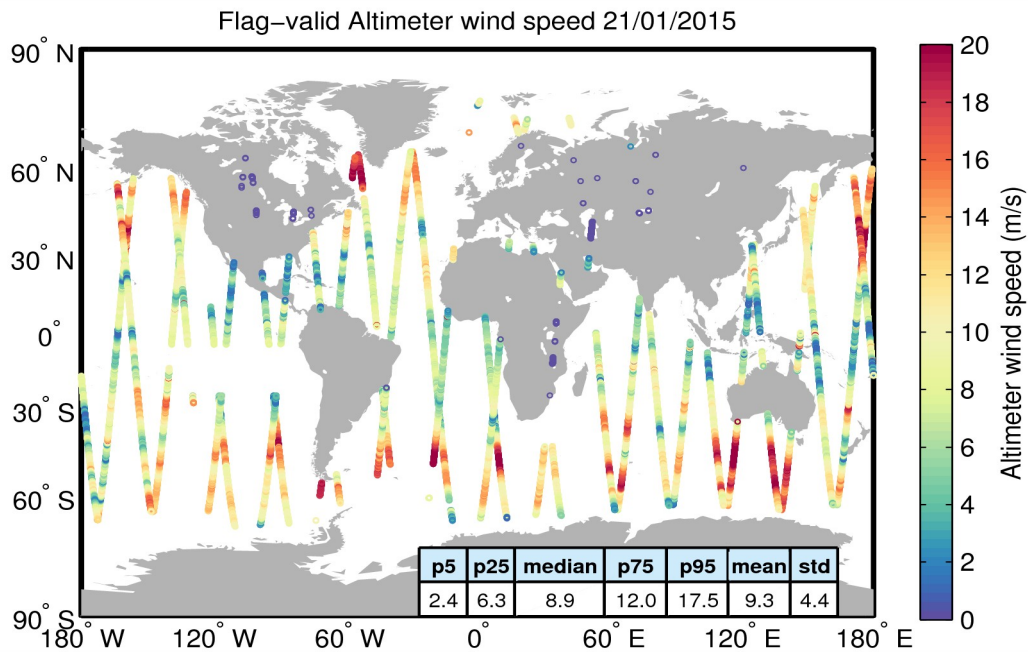 Flag−valid Altimeter wind speed 21/01/2015
90° N
60° N
30° N
0°
30° S
60° S
90° S
180° W
120° W
60° W
0°
60° E
120° E
180° E
p5 p25 median p75 p95 mean std
2.4 6.3 8.9 12.0 17.5 9.3 4.4
20
18
16
14
12
10
8
6
4
2
0
Altimeter wind speed (m/s)